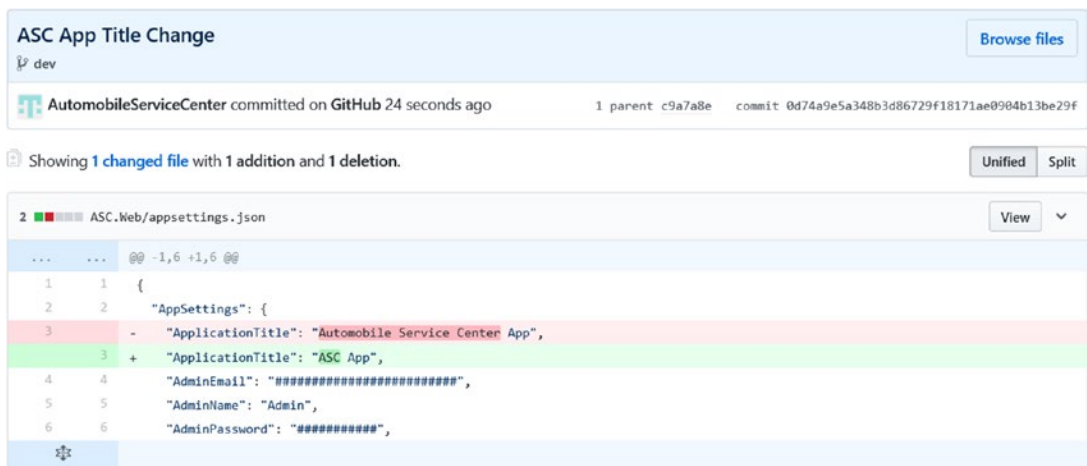 ASC App Title Change
Browse files
dev
AutomobileServiceCenter committed on GitHub 24 seconds ago 1 parent c9a7a8e commit 0d74a9e5a348b3d86729f18171ae0904b13be29f
Showing 1 changed file with 1 addition and 1 deletion.
Unified Split
2 ASC.Web/appsettings.json View
... ... @@ -1,6 +1,6 @@
1 1 {
2 2 "AppSettings": {
3 - "ApplicationTitle": "Automobile Service Center App",
3 + "ApplicationTitle": "ASC App",
4 4 "AdminEmail": "#########################",
5 5 "AdminName": "Admin",
6 6 "AdminPassword": "###########",